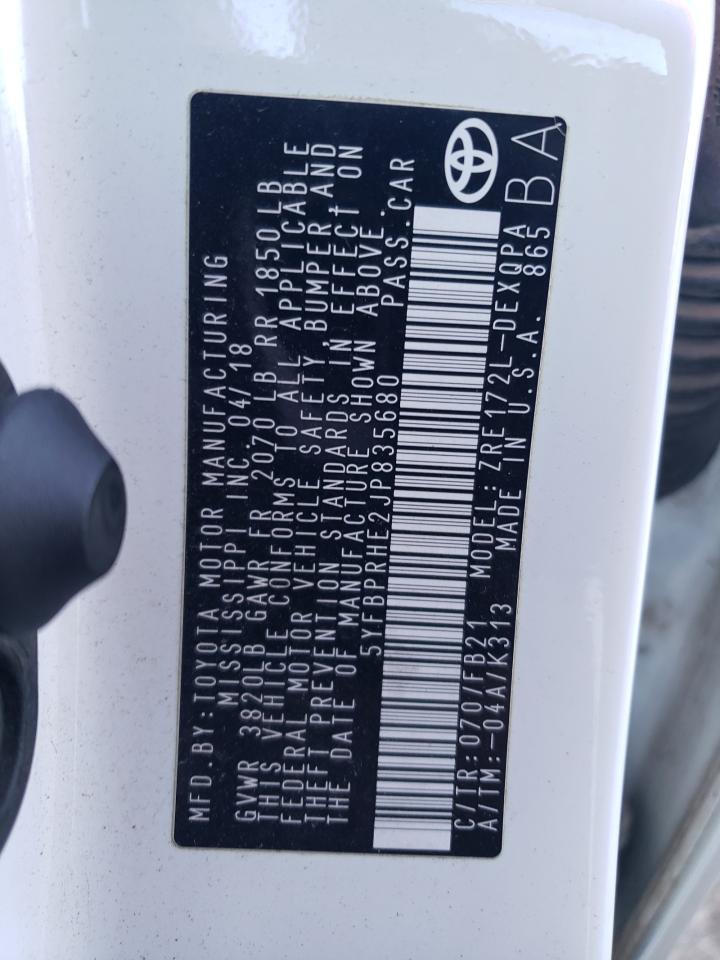 MFD.BY:TOYOTA MOTOR MANUFACTURING
MISSISSIPPI INC.04/18
GVWR 3820LB GAWR FR 2070LB RR 1850LB
THIS VEHICLE CONFORMS TO ALL APPLICABLE
FEDERAL MOTOR VEHICLE SAFETY,BUMPER,AND
THEFT PREVENTION STANDARDS IN EFFECT ON
THE DATE OF MANUFACTURE SHOWN ABOVE.
5YFBPRHE2JP835680 PASS.CAR
C/TR:070/FB21 MODEL:ZRE172L-DEXQPA
A/TM:-04A/K313 MADE IN U.S.A. 865
BA